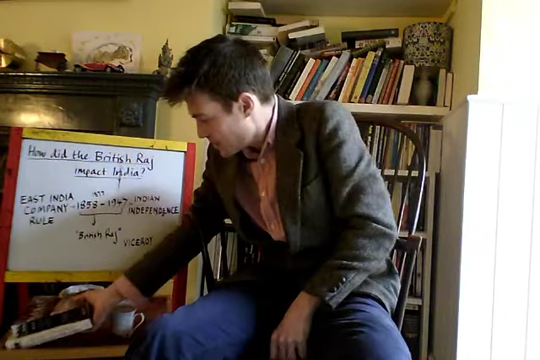 How did the British Raj
impact India?
EAST INDIA
COMPANY
RULE
1858 - 1947
INDIAN
INDEPENDENCE
"British Raj"
VICEROY